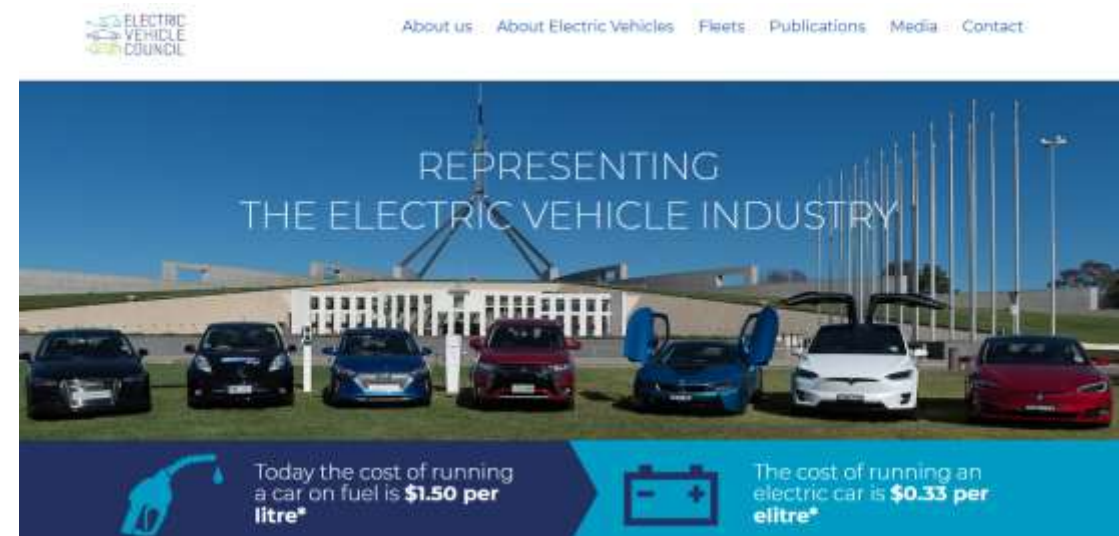 ELECTRIC
VEHICLE
COUNCIL
About us About Electric Vehicles Fleets Publications Media Contact
REPRESENTING
THE ELECTRIC VEHICLE INDUSTRY
Today the cost of running
a car on fuel is $1.50 per
litre*
The cost of running an
electric car is $0.33 per
elitre*